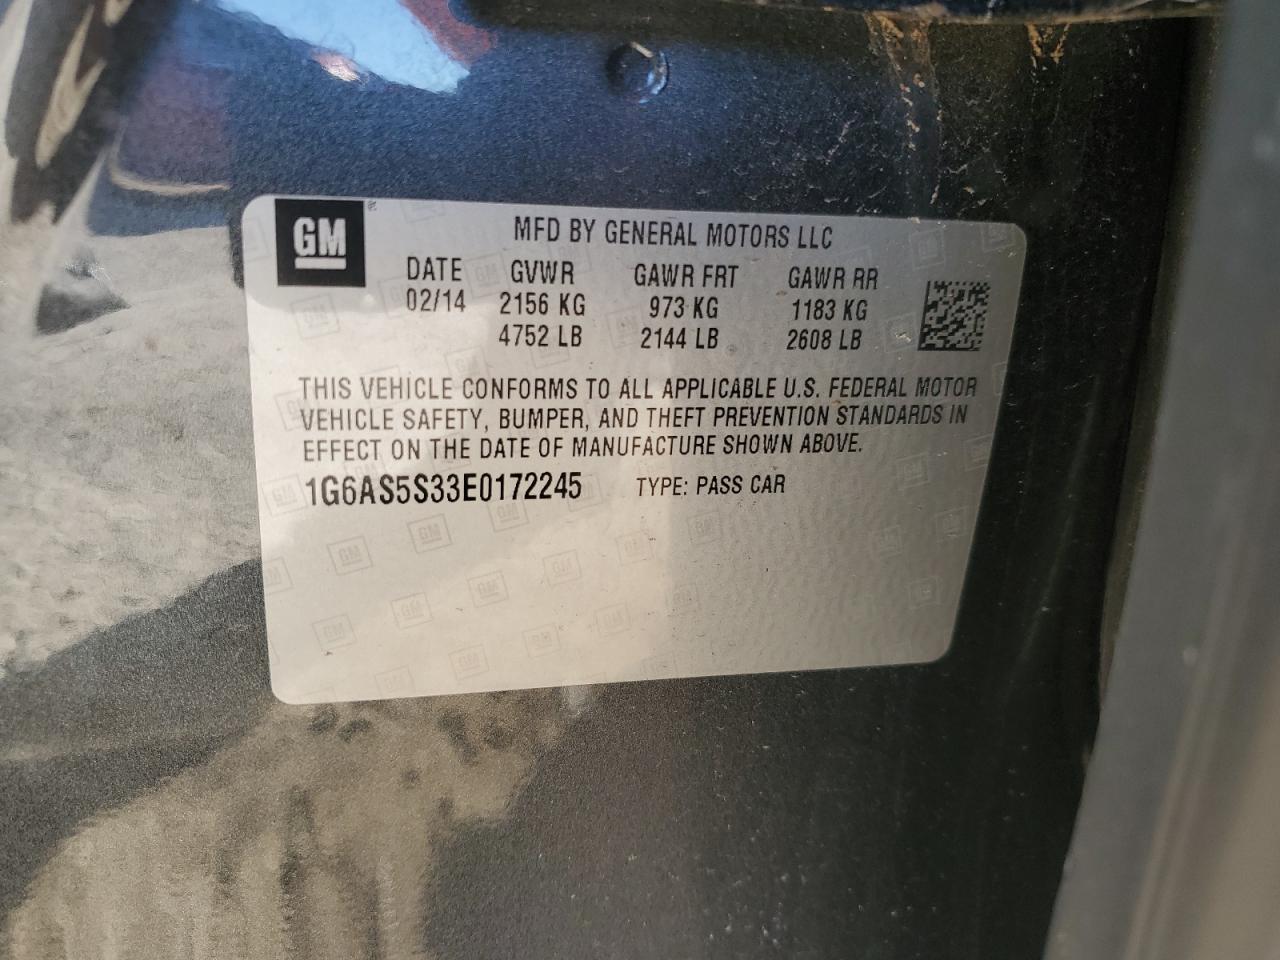 GM
MFD BY GENERAL MOTORS LLC
DATE GVWR GAWR FRT GAWR RR
02/14 2156 KG 973 KG 1183 KG
4752 LB 2144 LB 2608 LB
THIS VEHICLE CONFORMS TO ALL APPLICABLE U.S. FEDERAL MOTOR
VEHICLE SAFETY, BUMPER, AND THEFT PREVENTION STANDARDS IN
EFFECT ON THE DATE OF MANUFACTURE SHOWN ABOVE.
1G6AS5S33E0172245 TYPE: PASS CAR